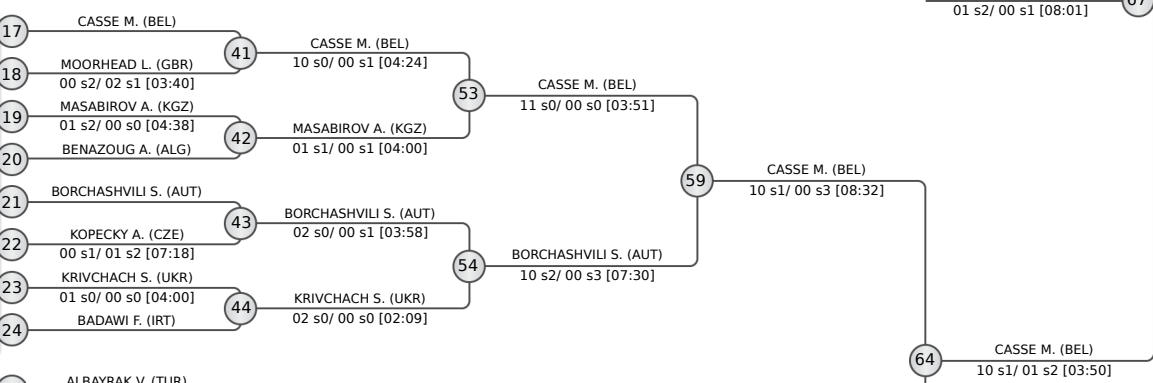 01 s2/ 00 s1 [08:01]
67
17
CASSE M. (BEL)
41
CASSE M. (BEL)
10 s0/ 00 s1 [04:24]
18
MOORHEAD L. (GBR)
00 s2/ 02 s1 [03:40]
53
CASSE M. (BEL)
11 s0/ 00 s0 [03:51]
19
MASABIROV A. (KGZ)
01 s2/ 00 s0 [04:38]
42
MASABIROV A. (KGZ)
01 s1/ 00 s1 [04:00]
20
BENAZOUG A. (ALG)
59
CASSE M. (BEL)
10 s1/ 00 s3 [08:32]
21
BORCHASHVILI S. (AUT)
43
BORCHASHVILI S. (AUT)
02 s0/ 00 s1 [03:58]
22
KOPECKY A. (CZE)
00 s1/ 01 s2 [07:18]
54
BORCHASHVILI S. (AUT)
10 s2/ 00 s3 [07:30]
23
KRIVCHACH S. (UKR)
01 s0/ 00 s0 [04:00]
44
KRIVCHACH S. (UKR)
02 s0/ 00 s0 [02:09]
24
BADAWI F. (IRT)
64
CASSE M. (BEL)
10 s1/ 01 s2 [03:50]
ALBAYRAK V. (TUR)